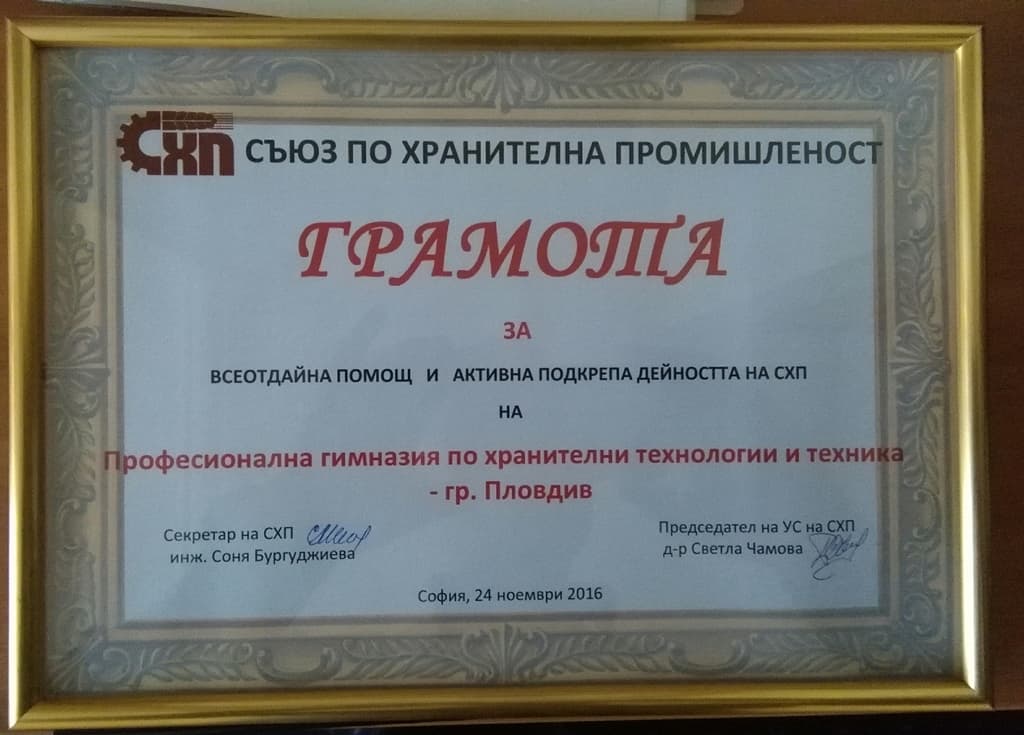 СХП СЪЮЗ ПО ХРАНИТЕЛНА ПРОМИШЛЕНОСТ
ГРАМОТА
ЗА
ВСЕОТДАЙНА ПОМОЩ И АКТИВНА ПОДКРЕПА ДЕЙНОСТТА НА СХП
НА
Професионална гимназия по хранителни технологии и техника
- гр. Пловдив
Секретар на СХП
инж. Соня Бургуджиева
Председател на УС на СХП
д-р Светла Чамова
София, 24 ноември 2016